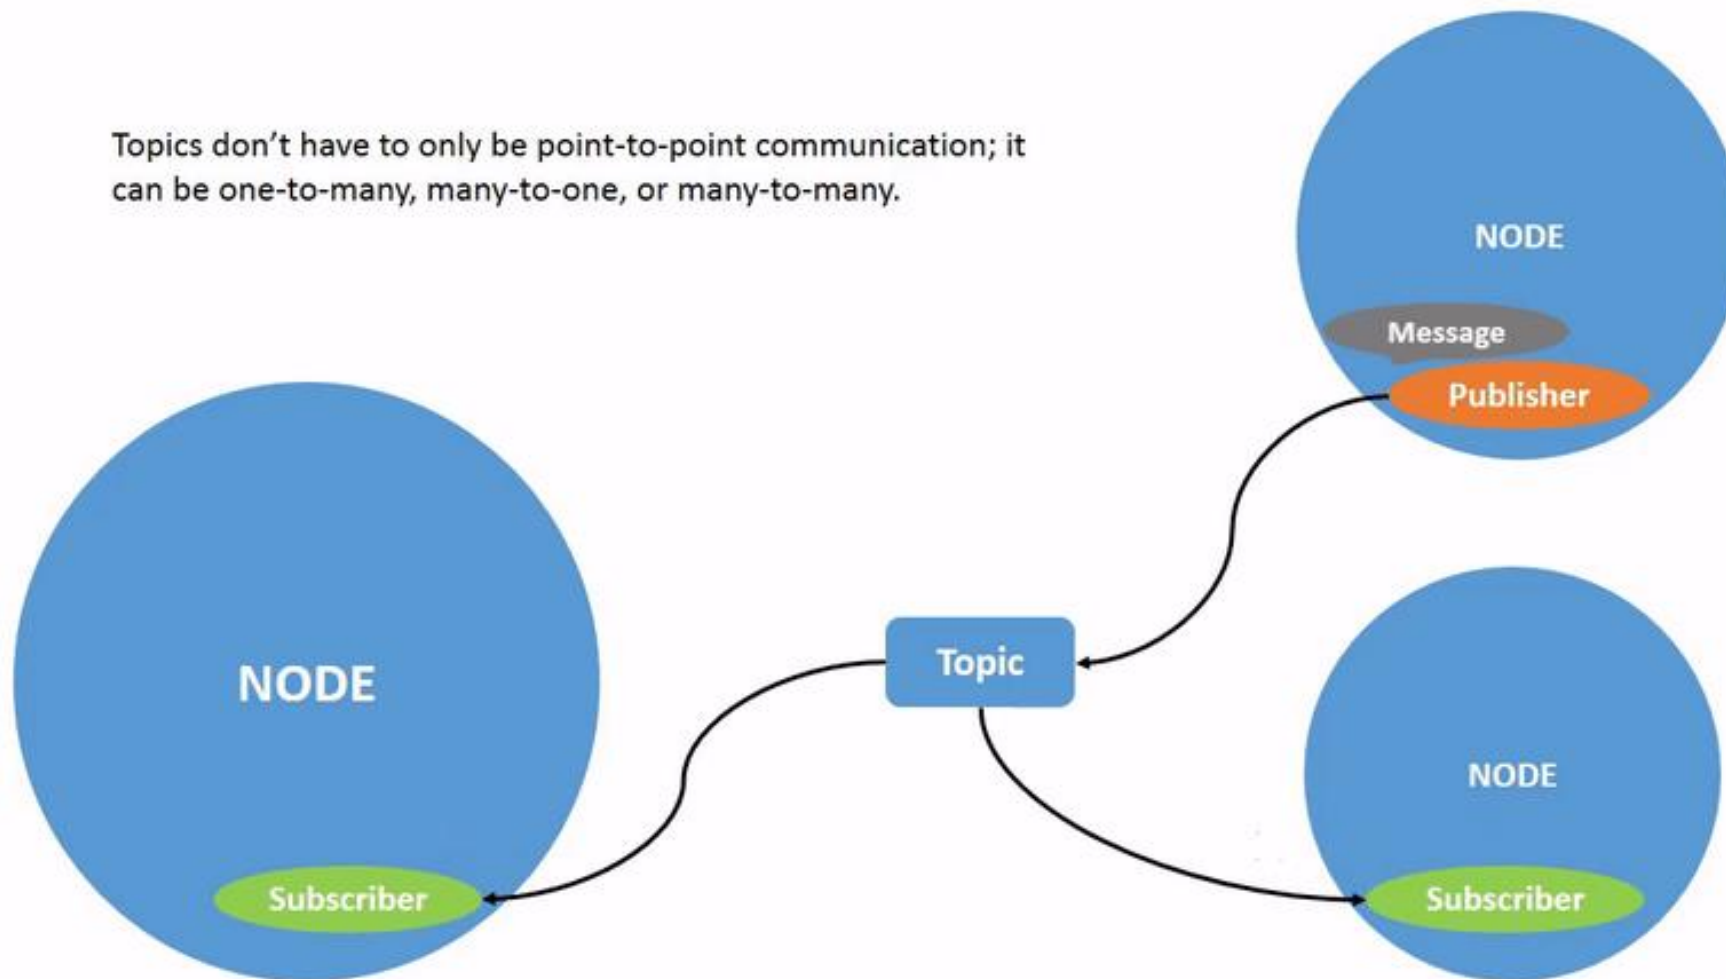 Topics don't have to only be point-to-point communication; it
can be one-to-many, many-to-one, or many-to-many.
NODE
Message
Publisher
Topic
NODE
Subscriber
NODE
Subscriber